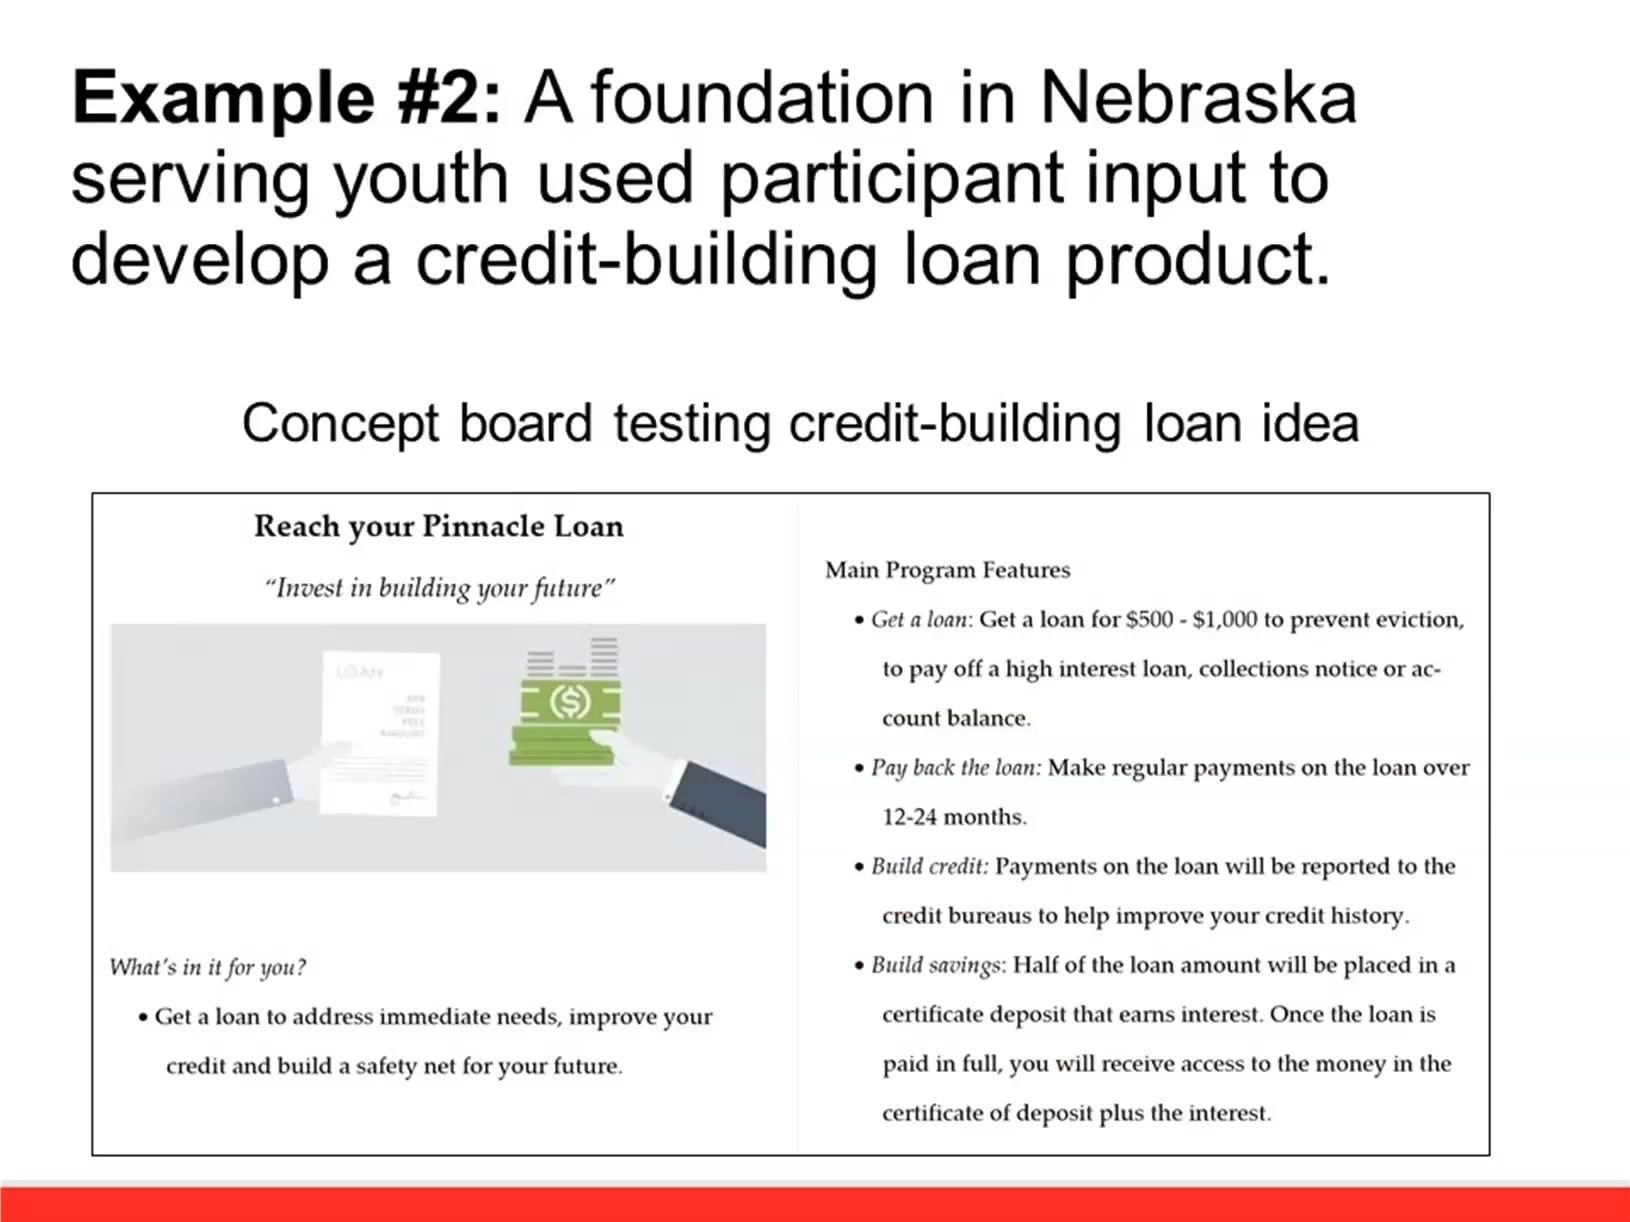 Example #2: A foundation in Nebraska
serving youth used participant input to
develop a credit-building loan product.
Concept board testing credit-building loan idea
Reach your Pinnacle Loan
“Invest in building your future”
LOAN
APR
TERMS
FEES
AMOUNT
What’s in it for you?
• Get a loan to address immediate needs, improve your
credit and build a safety net for your future.
Main Program Features
• Get a loan: Get a loan for $500 - $1,000 to prevent eviction,
to pay off a high interest loan, collections notice or ac-
count balance.
• Pay back the loan: Make regular payments on the loan over
12-24 months.
• Build credit: Payments on the loan will be reported to the
credit bureaus to help improve your credit history.
• Build savings: Half of the loan amount will be placed in a
certificate deposit that earns interest. Once the loan is
paid in full, you will receive access to the money in the
certificate of deposit plus the interest.